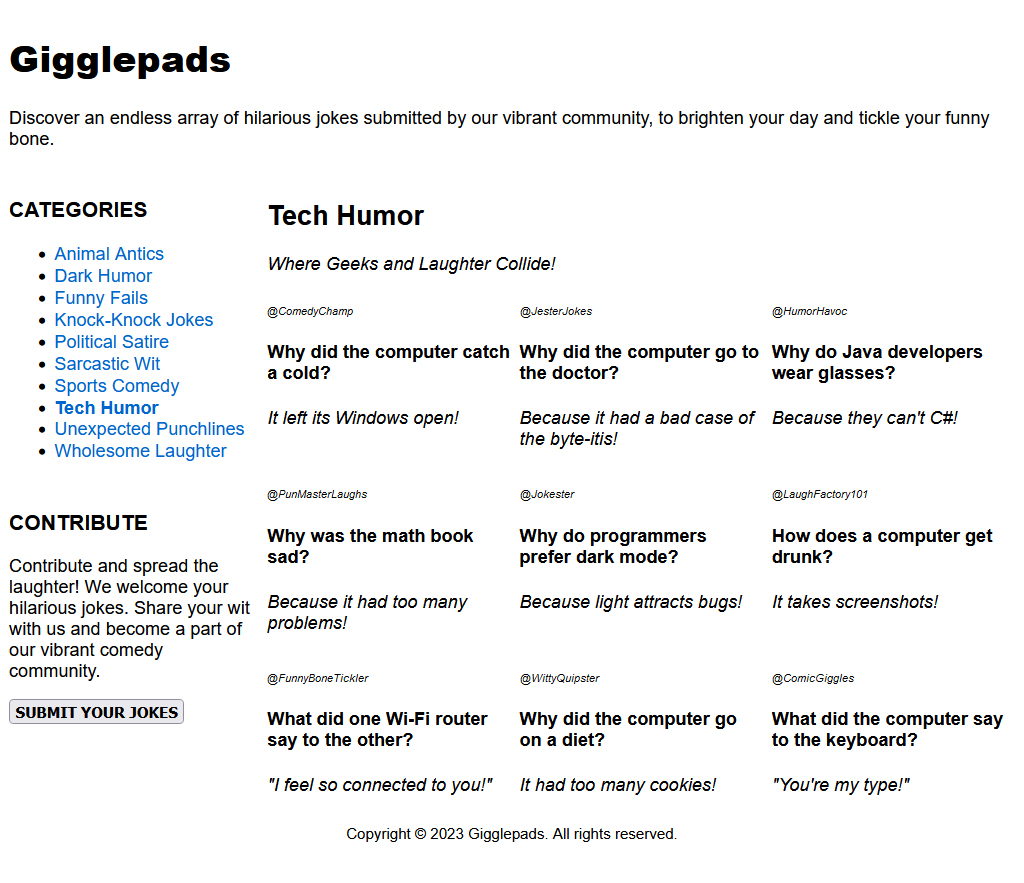 Gigglepads
Discover an endless array of hilarious jokes submitted by our vibrant community, to brighten your day and tickle your funny
bone.
CATEGORIES
Animal Antics
Dark Humor
Funny Fails
Knock-Knock Jokes
Political Satire
Sarcastic Wit
Sports Comedy
Tech Humor
Unexpected Punchlines
Wholesome Laughter
CONTRIBUTE
Contribute and spread the
laughter! We welcome your
hilarious jokes. Share your wit
with us and become a part of
our vibrant comedy
community.
SUBMIT YOUR JOKES
Tech Humor
Where Geeks and Laughter Collide!
@ComedyChamp
Why did the computer catch
a cold?
It left its Windows open!
@JesterJokes
Why did the computer go to
the doctor?
Because it had a bad case of
the byte-itis!
@HumorHavoc
Why do Java developers
wear glasses?
Because they can't C#!
@PunMasterLaughs
Why was the math book
sad?
Because it had too many
problems!
@Jokester
Why do programmers
prefer dark mode?
Because light attracts bugs!
@LaughFactory101
How does a computer get
drunk?
It takes screenshots!
@FunnyBoneTickler
What did one Wi-Fi router
say to the other?
"I feel so connected to you!"
@WittyQuipster
Why did the computer go
on a diet?
It had too many cookies!
@ComicGiggles
What did the computer say
to the keyboard?
"You're my type!"
Copyright © 2023 Gigglepads. All rights reserved.